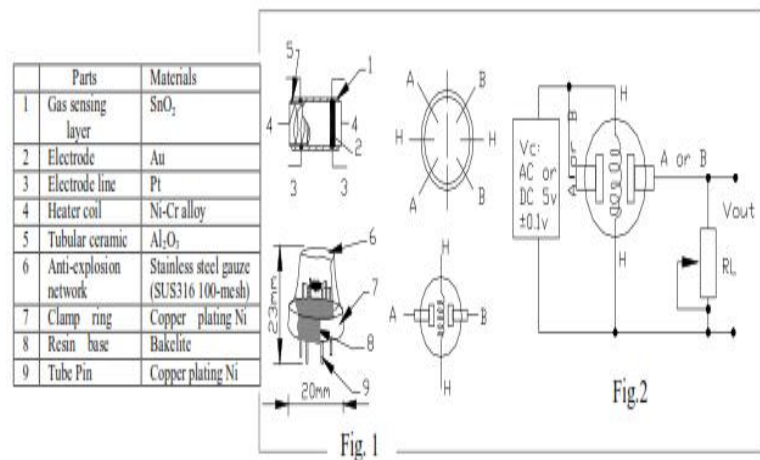 Parts Materials
1 Gas sensing layer SnO₂
2 Electrode Au
3 Electrode line Pt
4 Heater coil Ni-Cr alloy
5 Tubular ceramic Al₂O₃
6 Anti-explosion network Stainless steel gauze (SUS316 100-mesh)
7 Clamp ring Copper plating Ni
8 Resin base Bakelite
9 Tube Pin Copper plating Ni
5
1
4 4
2
3 3
A B
H H
A B
6
7
8
9
23mm
20mm
H
A B
H
Fig. 1
H
A or B
Vc:
AC or
DC 5v
±0.1v
A or B
Vout
RL
H
Fig.2